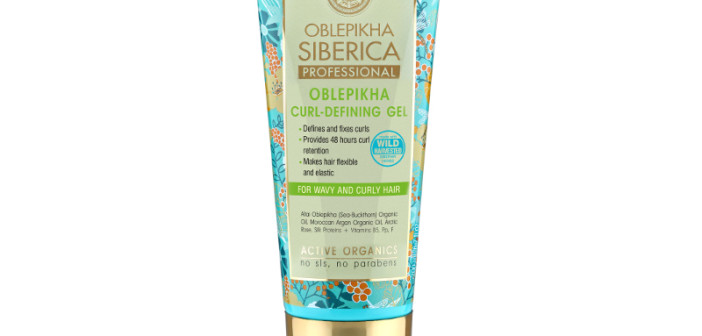 OBLEPIKHA
SIBERICA
PROFESSIONAL
OBLEPIKHA
CURL-DEFINING GEL
• Defines and fixes curls
• Provides 48 hours curl
retention
• Makes hair flexible
and elastic
WILD
HARVESTED
FOR WAVY AND CURLY HAIR
Altai Oblepikha (Sea-Buckthorn) Organic
Oil, Moroccan Argan Organic Oil, Arctic
Rose, Silk Proteins, + Vitamins B5, Pp, F
ACTIVE ORGANICS
no sls, no parabens